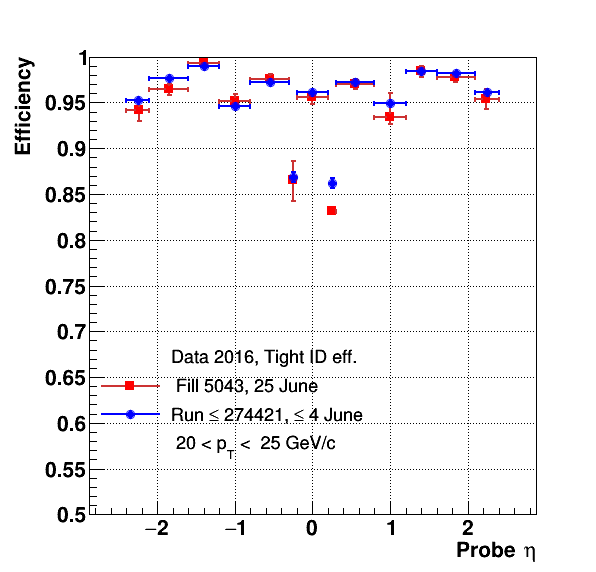 Efficiency
1
0.95
0.9
0.85
0.8
0.75
0.7
0.65
0.6
0.55
0.5
Data 2016, Tight ID eff.
Fill 5043, 25 June
Run ≤ 274421, ≤ 4 June
20 < p_T < 25 GeV/c
−2 −1 0 1 2
Probe η